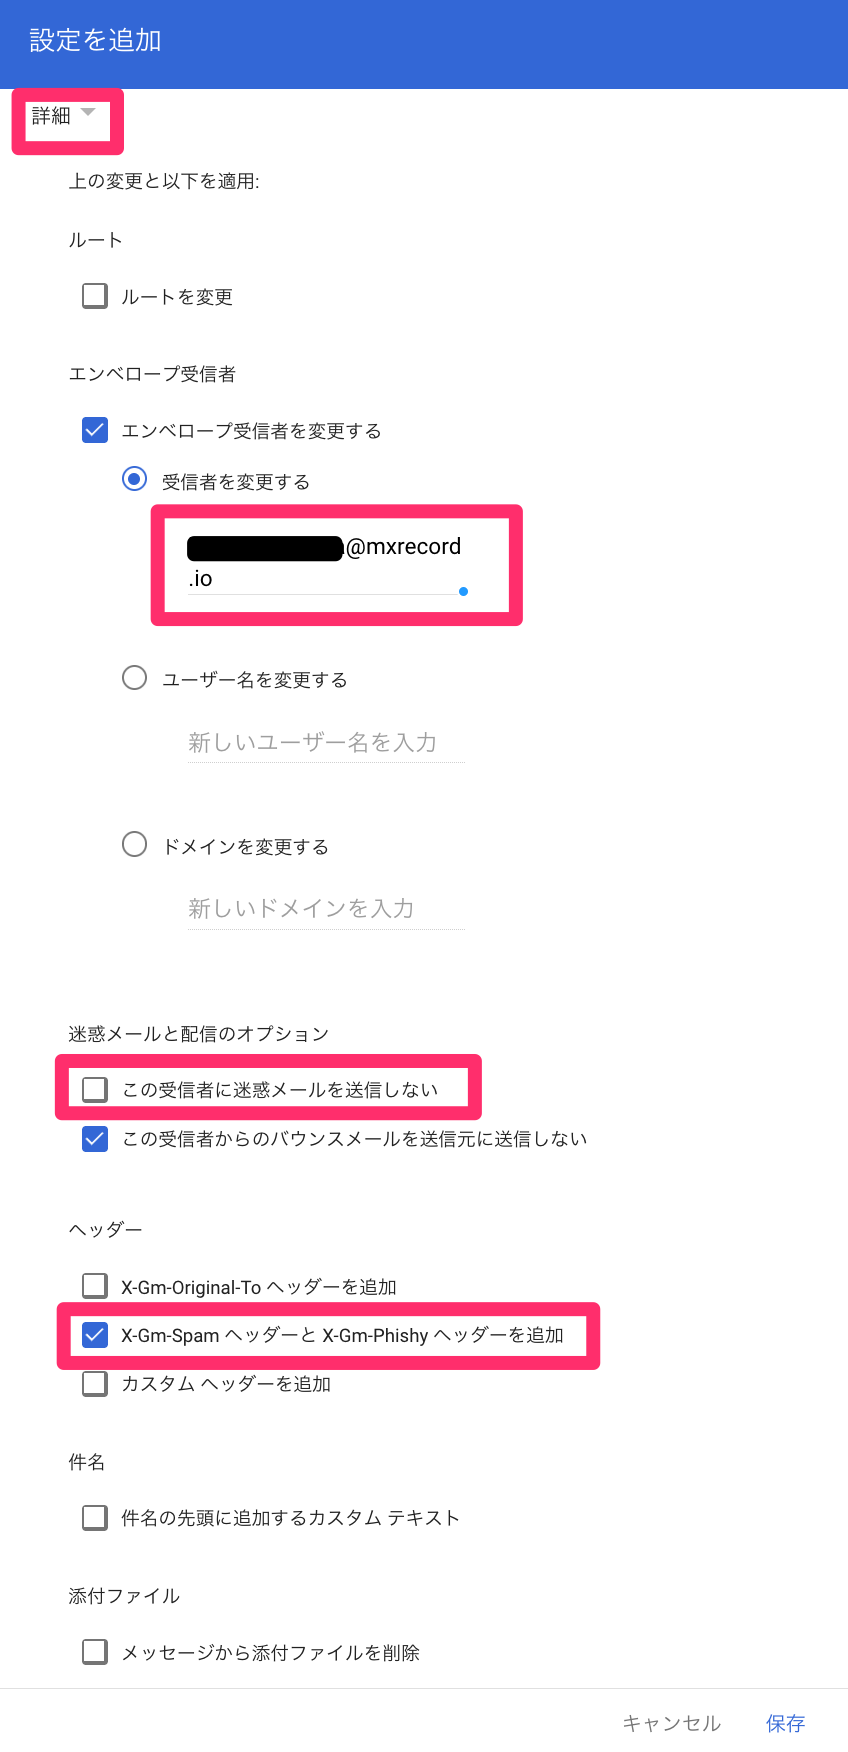 設定を追加
詳細
上の変更と以下を適用:
ルート
ルートを変更
エンベロープ受信者
エンベロープ受信者を変更する
受信者を変更する
@mxrecord
.io
ユーザー名を変更する
新しいユーザー名を入力
ドメインを変更する
新しいドメインを入力
迷惑メールと配信のオプション
この受信者に迷惑メールを送信しない
この受信者からのバウンスメールを送信元に送信しない
ヘッダー
X-Gm-Original-To ヘッダーを追加
X-Gm-Spam ヘッダーと X-Gm-Phishy ヘッダーを追加
カスタム ヘッダーを追加
件名
件名の先頭に追加するカスタム テキスト
添付ファイル
メッセージから添付ファイルを削除
キャンセル
保存